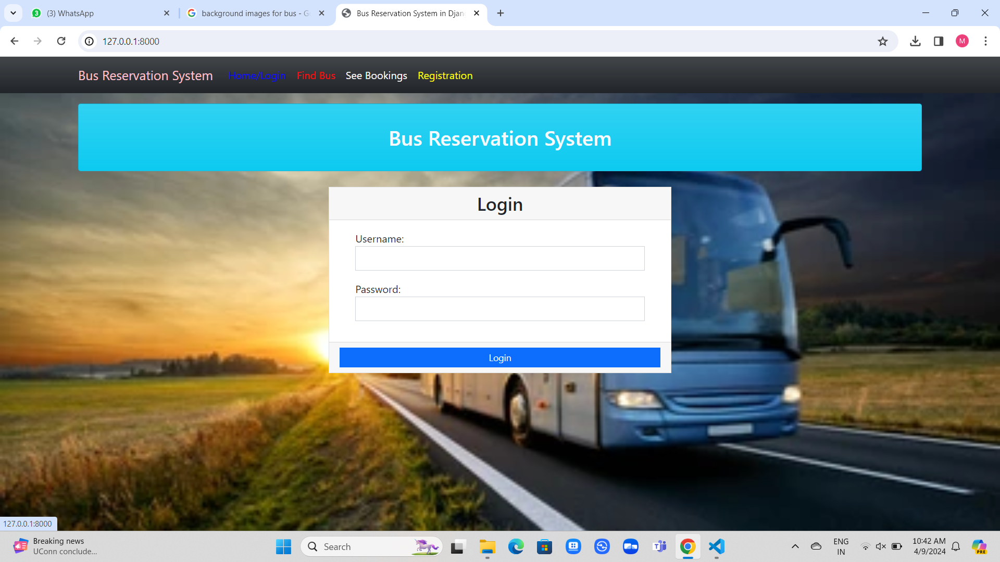 (3) WhatsApp
background images for bus - G
Bus Reservation System in Djan
127.0.0.1:8000
M
Bus Reservation System
Home/Login
Find Bus
See Bookings
Registration
Bus Reservation System
Login
Username:
Password:
Login
127.0.0.1:8000
Breaking news
UConn conclude...
Search
ENG
IN
10:42 AM
4/9/2024
PRE